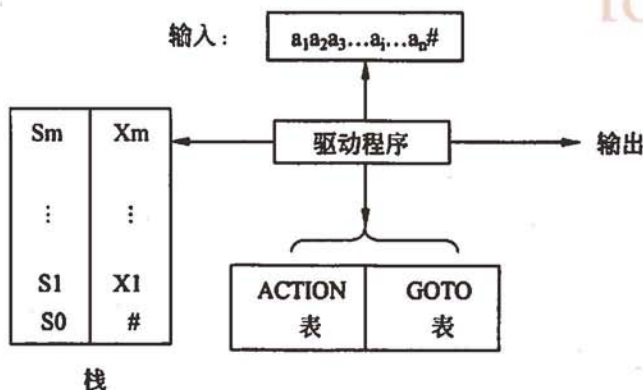 输入：
a₁a₂a₃…aᵢ…aₙ#
Sm Xm
⋮ ⋮
S1 X1
S0 #
栈
驱动程序
输出
ACTION
表
GOTO
表